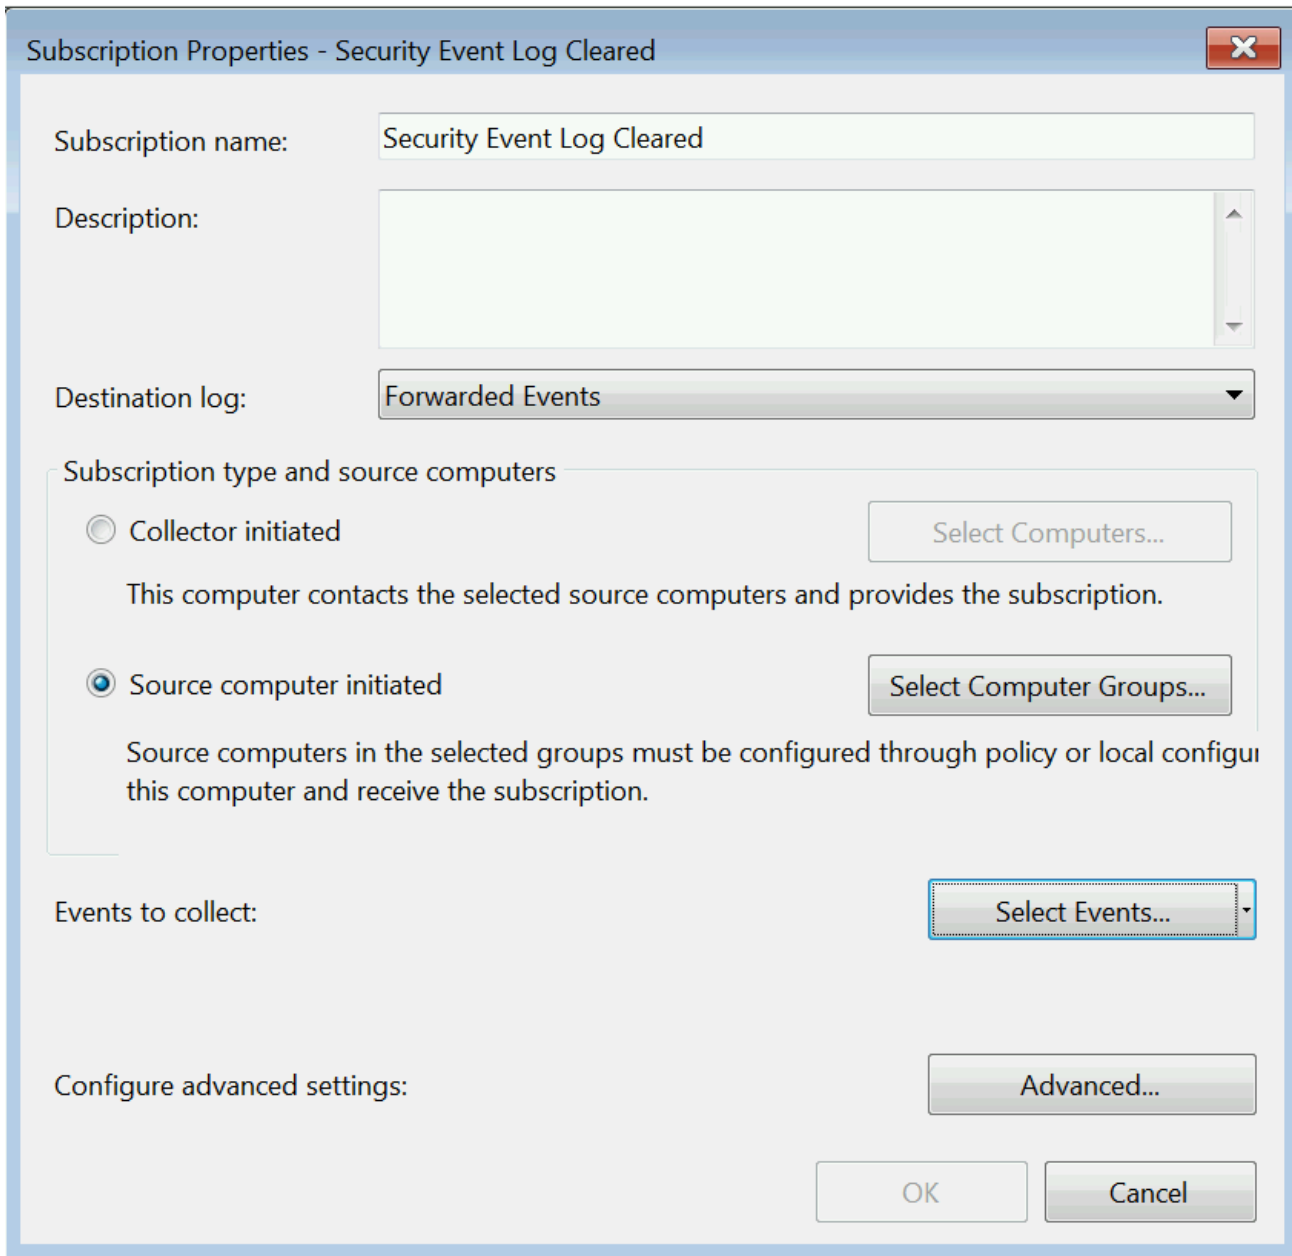 Subscription Properties - Security Event Log Cleared
Subscription name:
Security Event Log Cleared
Description:
Destination log:
Forwarded Events
Subscription type and source computers
Collector initiated
Select Computers...
This computer contacts the selected source computers and provides the subscription.
Source computer initiated
Select Computer Groups...
Source computers in the selected groups must be configured through policy or local
this computer and receive the subscription.
Events to collect:
Select Events...
Configure advanced settings:
Advanced...
OK
Cancel